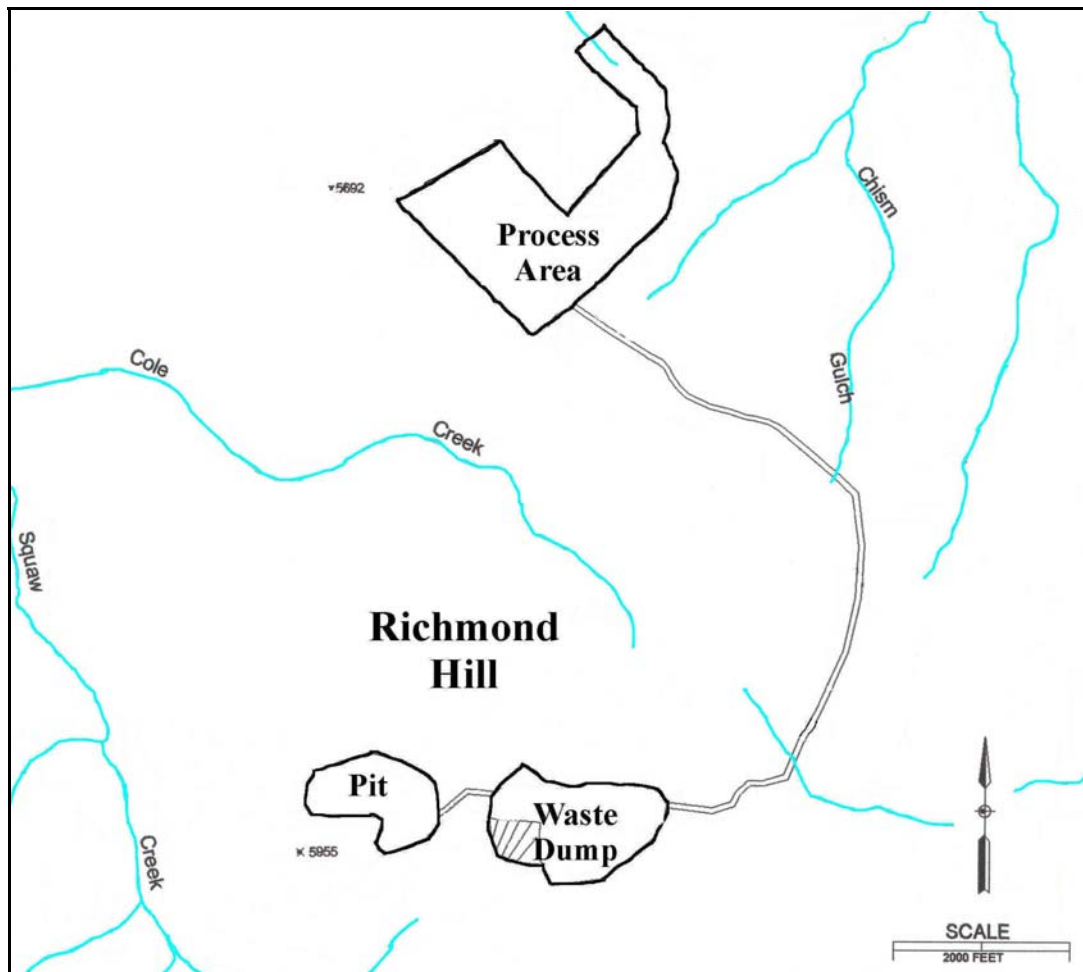 5692
Process
Area
Chism
Gulch
Cole
Creek
Squaw
Creek
Richmond
Hill
Pit
Waste
Dump
5955
SCALE
2000 FEET